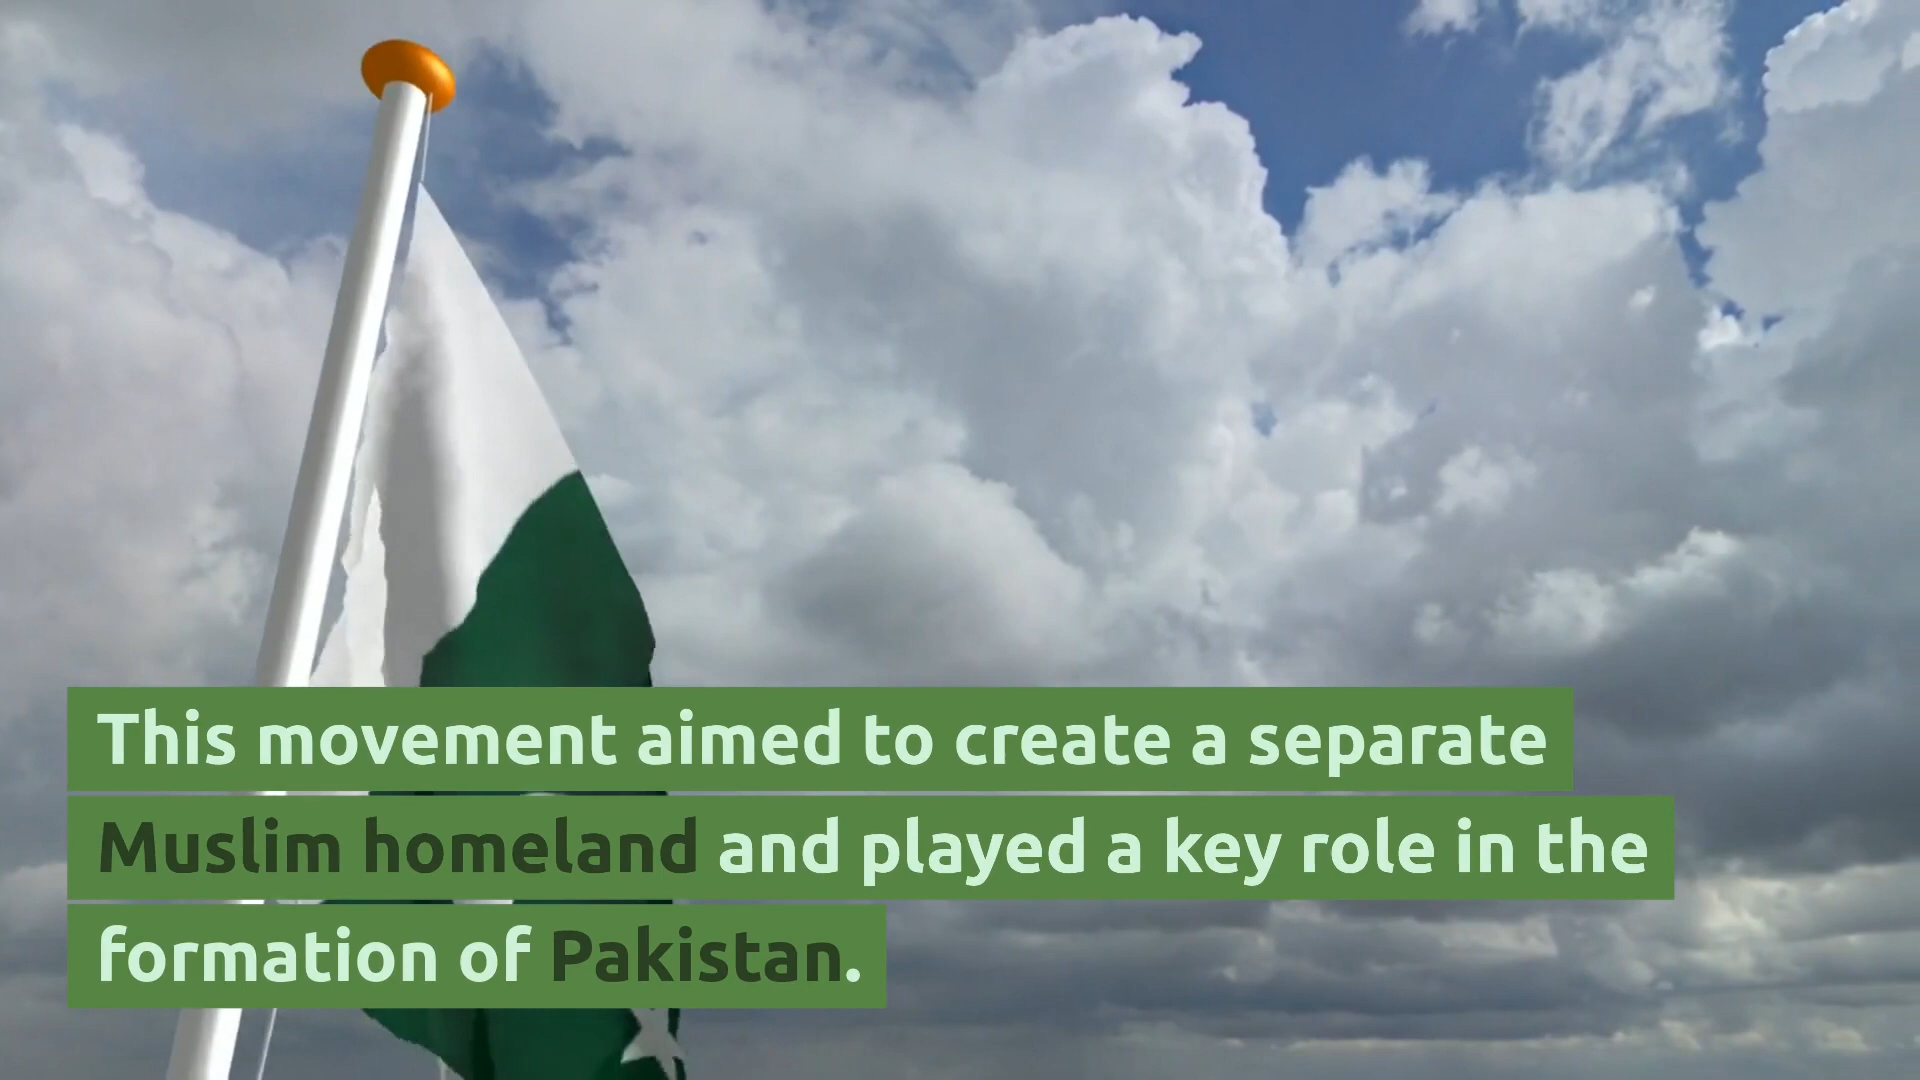 This movement aimed to create a separate
Muslim homeland and played a key role in the
formation of Pakistan.